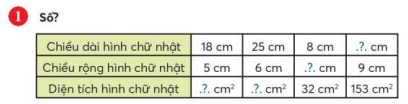 1 Số?
Chiều dài hình chữ nhật 18 cm 25 cm 8 cm .?. cm
Chiều rộng hình chữ nhật 5 cm 6 cm .?. cm 9 cm
Diện tích hình chữ nhật .?. cm² .?. cm² 32 cm² 153 cm²